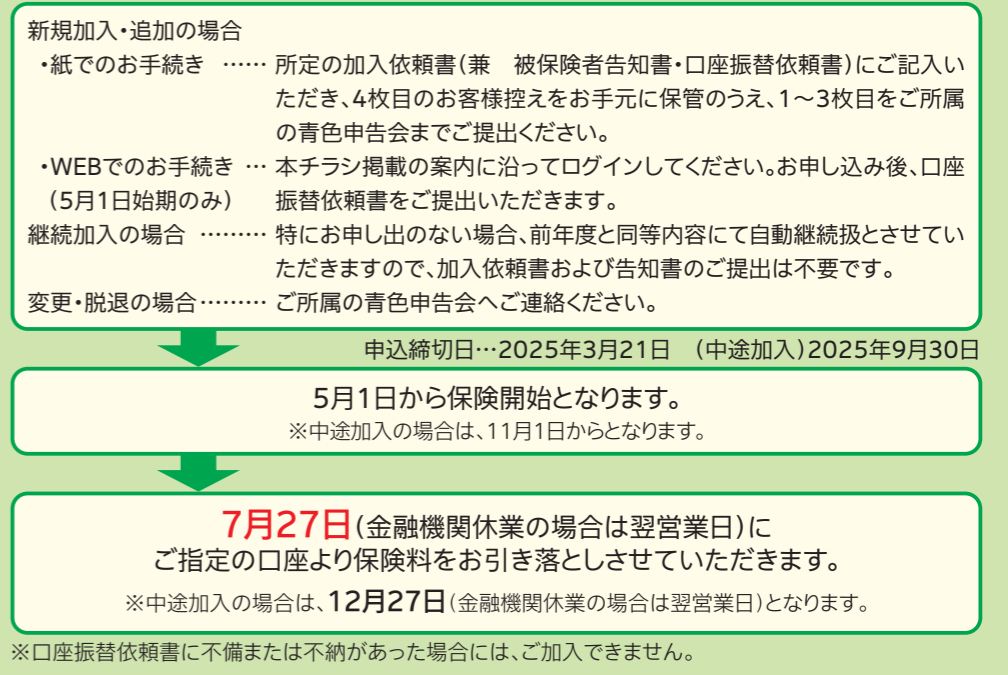 新規加入・追加の場合
・紙でのお手続き …… 所定の加入依頼書(兼　被保険者告知書・口座振替依頼書)にご記入い
ただき、4枚目のお客様控えをお手元に保管のうえ、1～3枚目をご所属
の青色申告会までご提出ください。
・WEBでのお手続き … 本チラシ掲載の案内に沿ってログインしてください。お申し込み後、口座
(5月1日始期のみ) 振替依頼書をご提出いただきます。
継続加入の場合 ……… 特にお申し出のない場合、前年度と同等内容にて自動継続扱とさせてい
ただきますので、加入依頼書および告知書のご提出は不要です。
変更・脱退の場合……… ご所属の青色申告会へご連絡ください。
申込締切日…2025年3月21日　(中途加入)2025年9月30日
5月1日から保険開始となります。
※中途加入の場合は、11月1日からとなります。
7月27日(金融機関休業の場合は翌営業日)に
ご指定の口座より保険料をお引き落としさせていただきます。
※中途加入の場合は、12月27日(金融機関休業の場合は翌営業日)となります。
※口座振替依頼書に不備または不納があった場合には、ご加入できません。